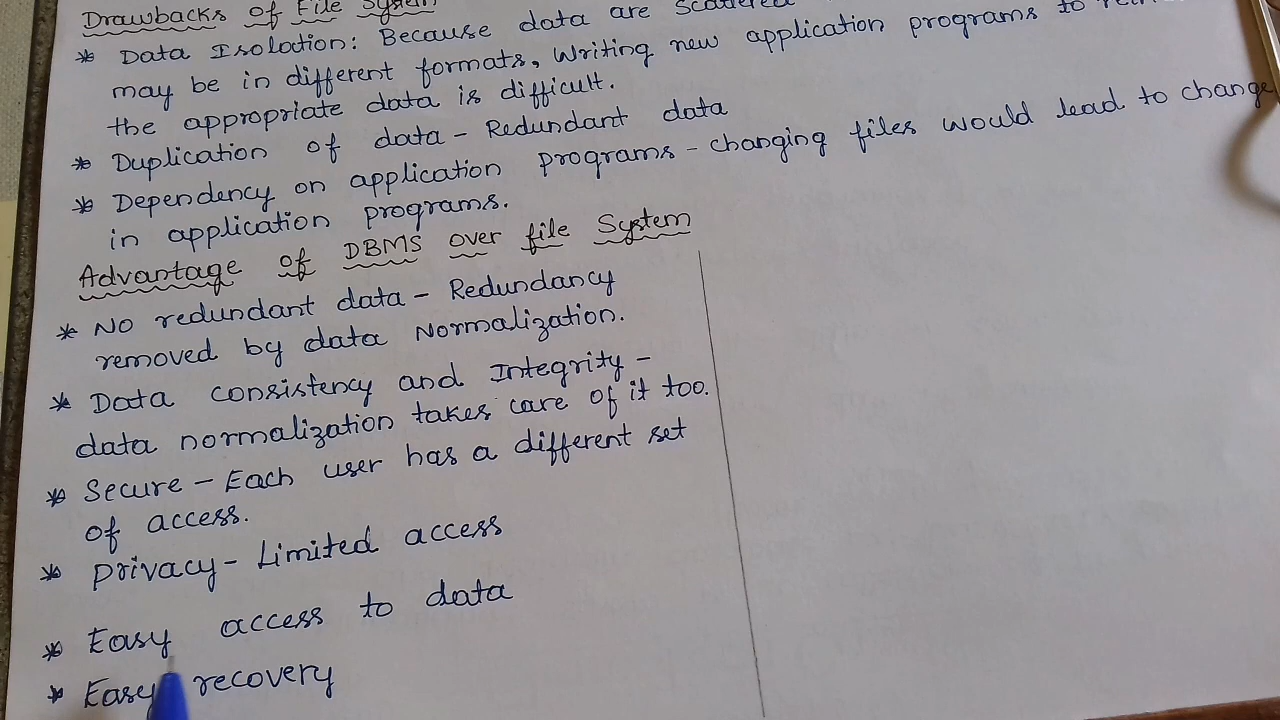 Drawbacks of File System
* Data Isolation: Because data are scattered
may be in different formats, Writing new application programs to
the appropriate data is difficult.
* Duplication of data - Redundant data
* Dependency on application programs - changing files would lead to change
in application programs.
Advantage of DBMS over file System
* No redundant data - Redundancy
removed by data Normalization.
* Data consistency and Integrity -
data normalization takes care of it too.
* Secure - Each user has a different set
of access.
* Privacy - Limited access
* Easy access to data
* Easy recovery